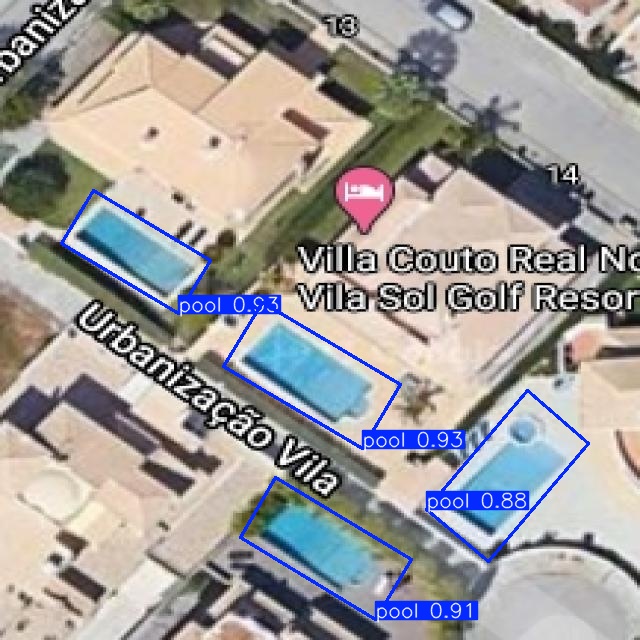 13
rbaniza
14
Villa Couto Real No
Vila Sol Golf Resor
pool 0.93
Urbanização Vila
pool 0.93
pool 0.88
pool 0.91